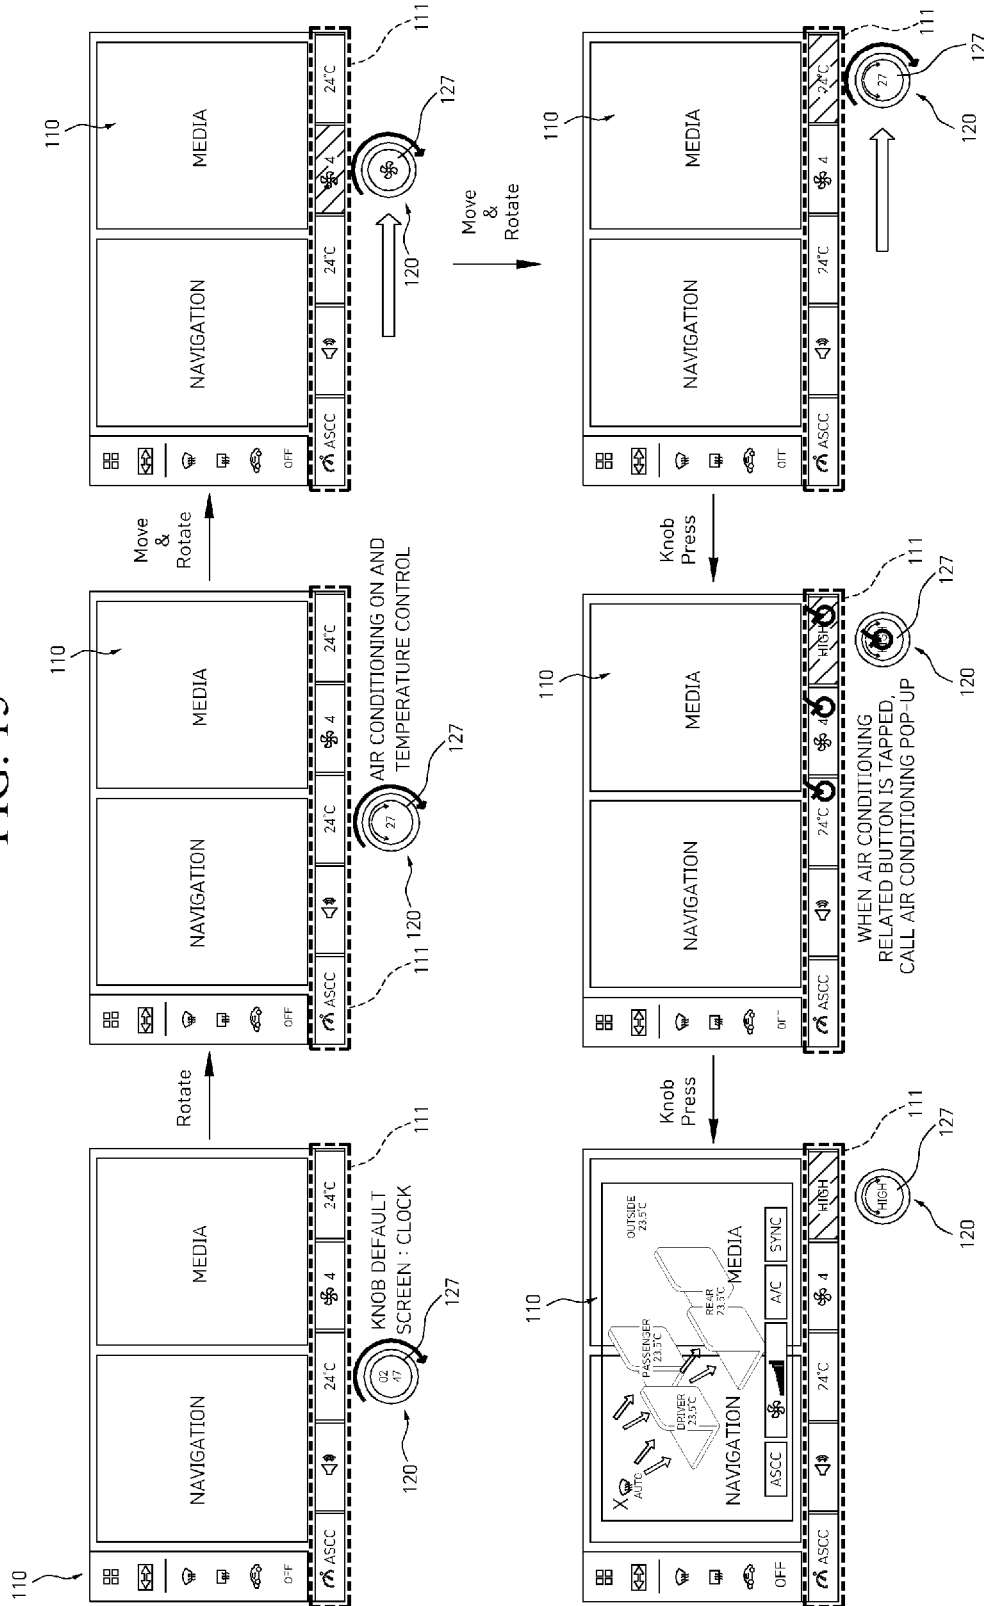 FIG.
110
OFF
NAVIGATION
MEDIA
ASCC
24°C
4
24°C
111
02
47
KNOB DEFAULT
SCREEN : CLOCK
127
120
Rotate
110
OFF
NAVIGATION
MEDIA
ASCC
24°C
4
24°C
111
27
AIR CONDITIONING ON AND
TEMPERATURE CONTROL
127
120
Move
&
Rotate
110
OFF
NAVIGATION
MEDIA
ASCC
24°C
4
24°C
111
127
120
Move
&
Rotate
110
OFF
NAVIGATION
MEDIA
ASCC
24°C
4
24°C
111
27
127
120
Knob
Press
110
OFF
NAVIGATION
MEDIA
ASCC
24°C
4
HIGH
111
HIGH
127
120
WHEN AIR CONDITIONING
RELATED BUTTON IS TAPPED,
CALL AIR CONDITIONING POP-UP
Knob
Press
110
OFF
X
AUTO
OUTSIDE
23.5°C
PASSENGER
23.5°C
DRIVER
23.5°C
REAR
23.5°C
NAVIGATION
MEDIA
ASCC
A/C
SYNC
ASCC
24°C
4
HIGH
111
HIGH
127
120